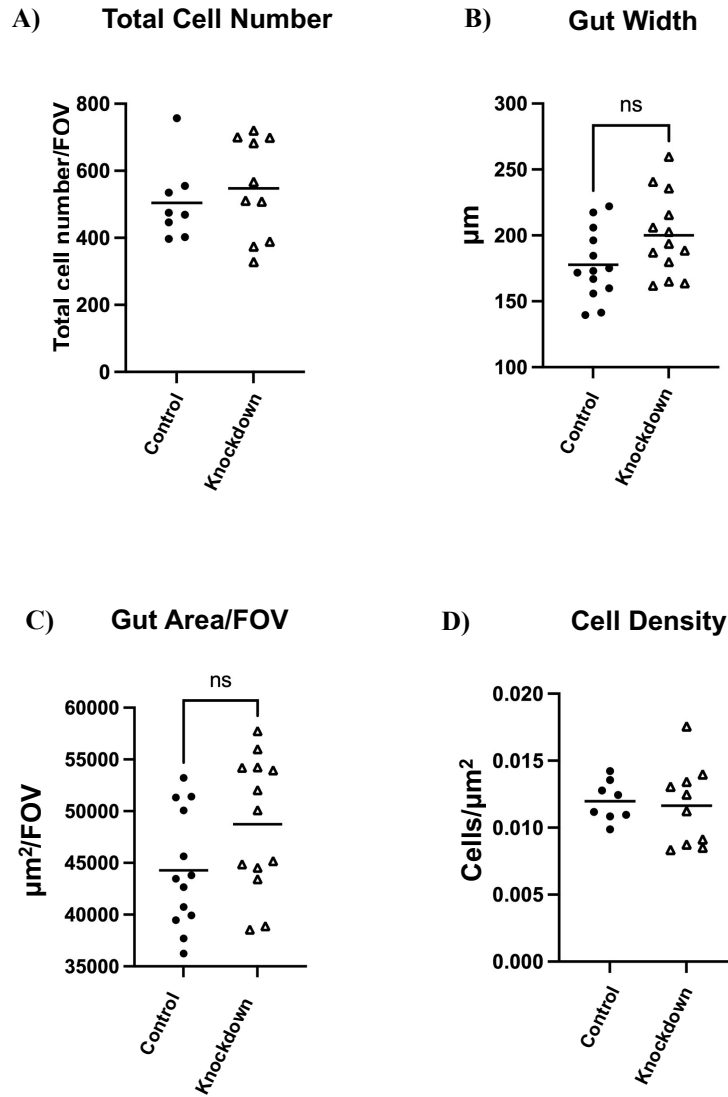 A) Total Cell Number
Total cell number/FOV
800
600
400
200
0
Control
Knockdown
B) Gut Width
µm
300
250
200
150
100
ns
Control
Knockdown
C) Gut Area/FOV
µm²/FOV
60000
55000
50000
45000
40000
35000
ns
Control
Knockdown
D) Cell Density
Cells/µm²
0.020
0.015
0.010
0.005
0.000
Control
Knockdown